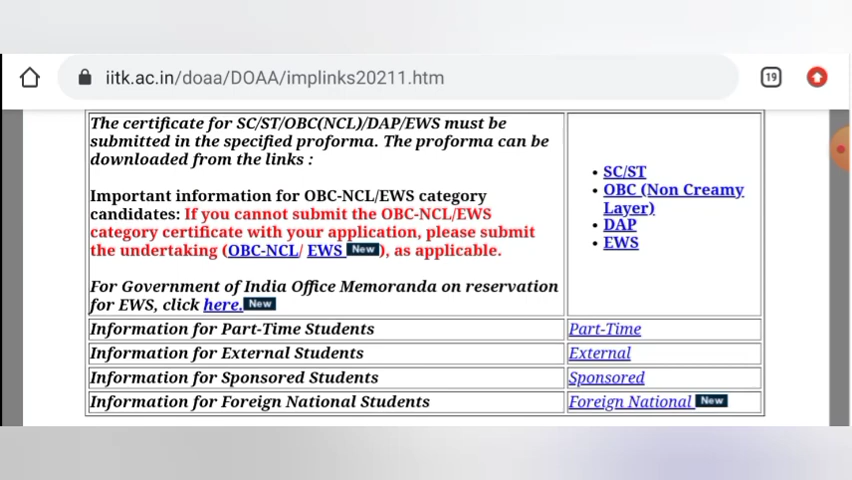 iitk.ac.in/doaa/DOAA/implinks20211.htm
19
The certificate for SC/ST/OBC(NCL)/DAP/EWS must be
submitted in the specified proforma. The proforma can be
downloaded from the links :
Important information for OBC-NCL/EWS category
candidates: If you cannot submit the OBC-NCL/EWS
category certificate with your application, please submit
the undertaking (OBC-NCL/ EWS New), as applicable.
For Government of India Office Memoranda on reservation
for EWS, click here. New
• SC/ST
• OBC (Non Creamy
Layer)
• DAP
• EWS
Information for Part-Time Students Part-Time
Information for External Students External
Information for Sponsored Students Sponsored
Information for Foreign National Students Foreign National New